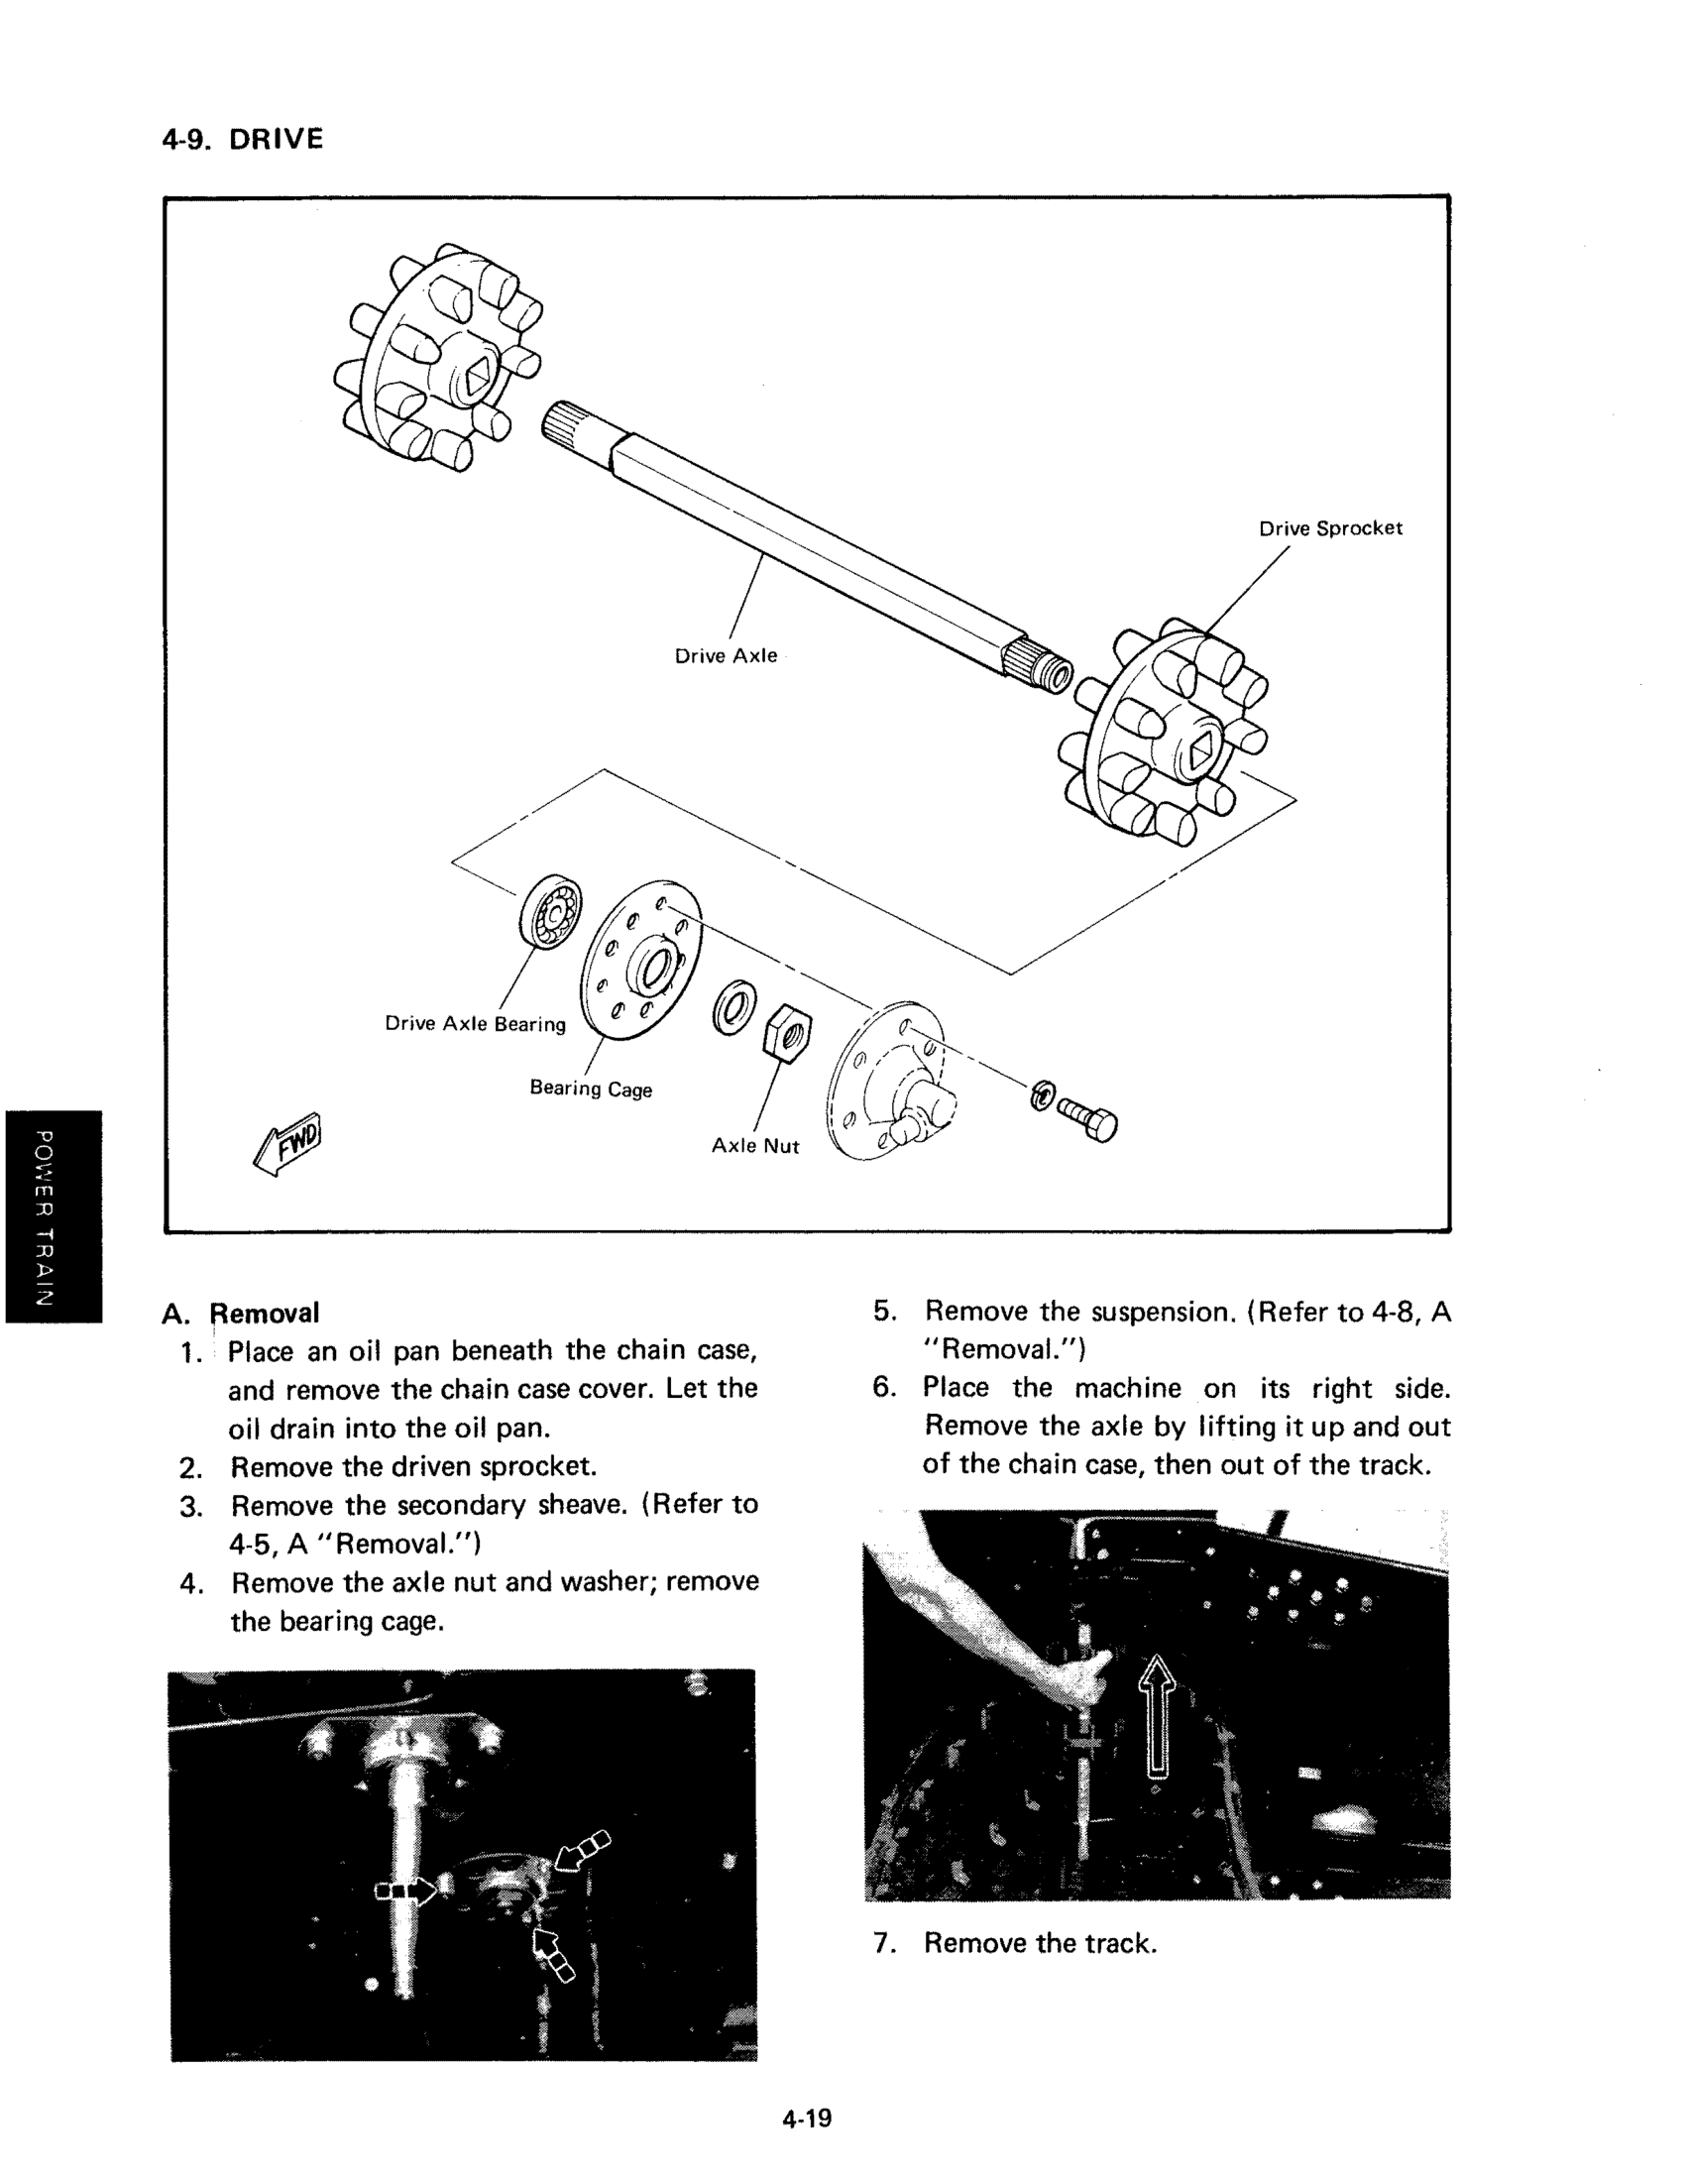 4-9. DRIVE
Drive Sprocket
Drive Axle
Drive Axle Bearing
Bearing Cage
Axle Nut
FWD
POWER TRAIN
A. Removal
1. Place an oil pan beneath the chain case,
and remove the chain case cover. Let the
oil drain into the oil pan.
2. Remove the driven sprocket.
3. Remove the secondary sheave. (Refer to
4-5, A "Removal.")
4. Remove the axle nut and washer; remove
the bearing cage.
5. Remove the suspension. (Refer to 4-8, A
"Removal.")
6. Place the machine on its right side.
Remove the axle by lifting it up and out
of the chain case, then out of the track.
7. Remove the track.
4-19